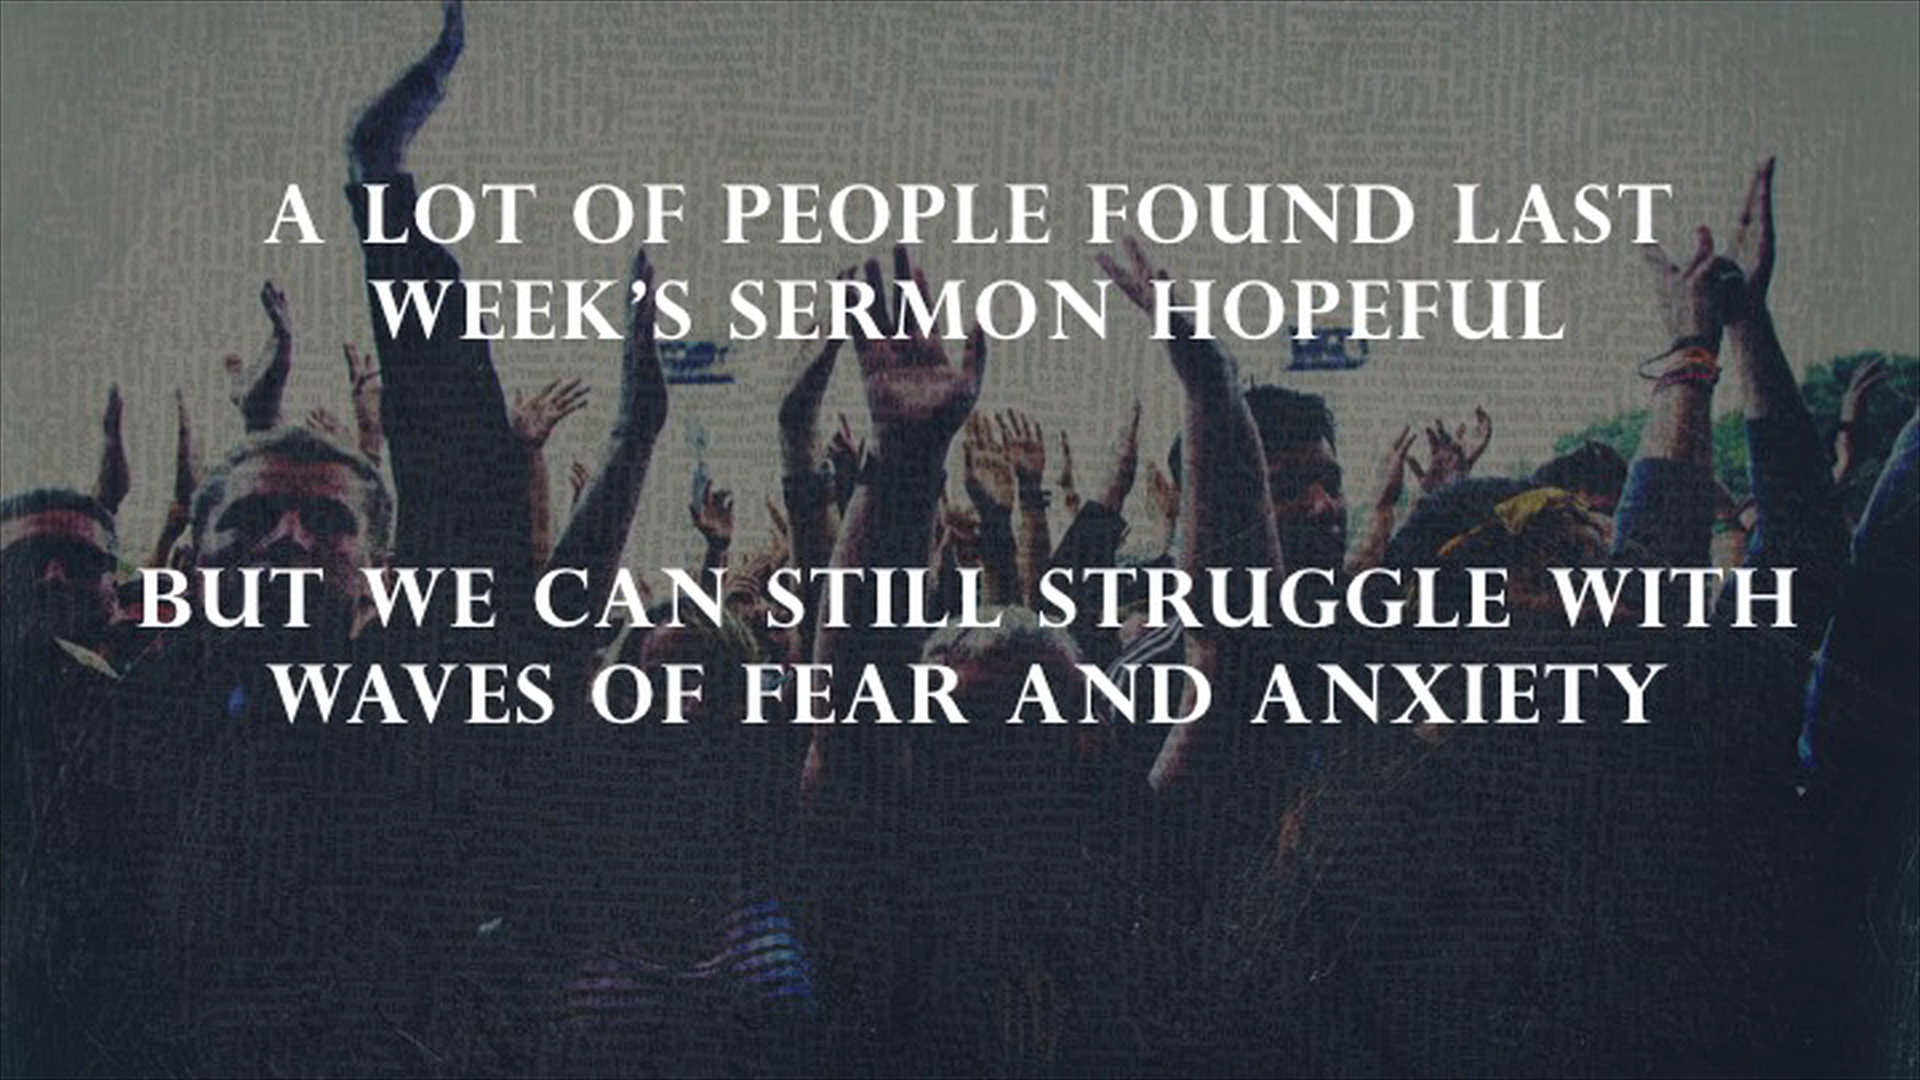 A LOT OF PEOPLE FOUND LAST
WEEK’S SERMON HOPEFUL
BUT WE CAN STILL STRUGGLE WITH
WAVES OF FEAR AND ANXIETY